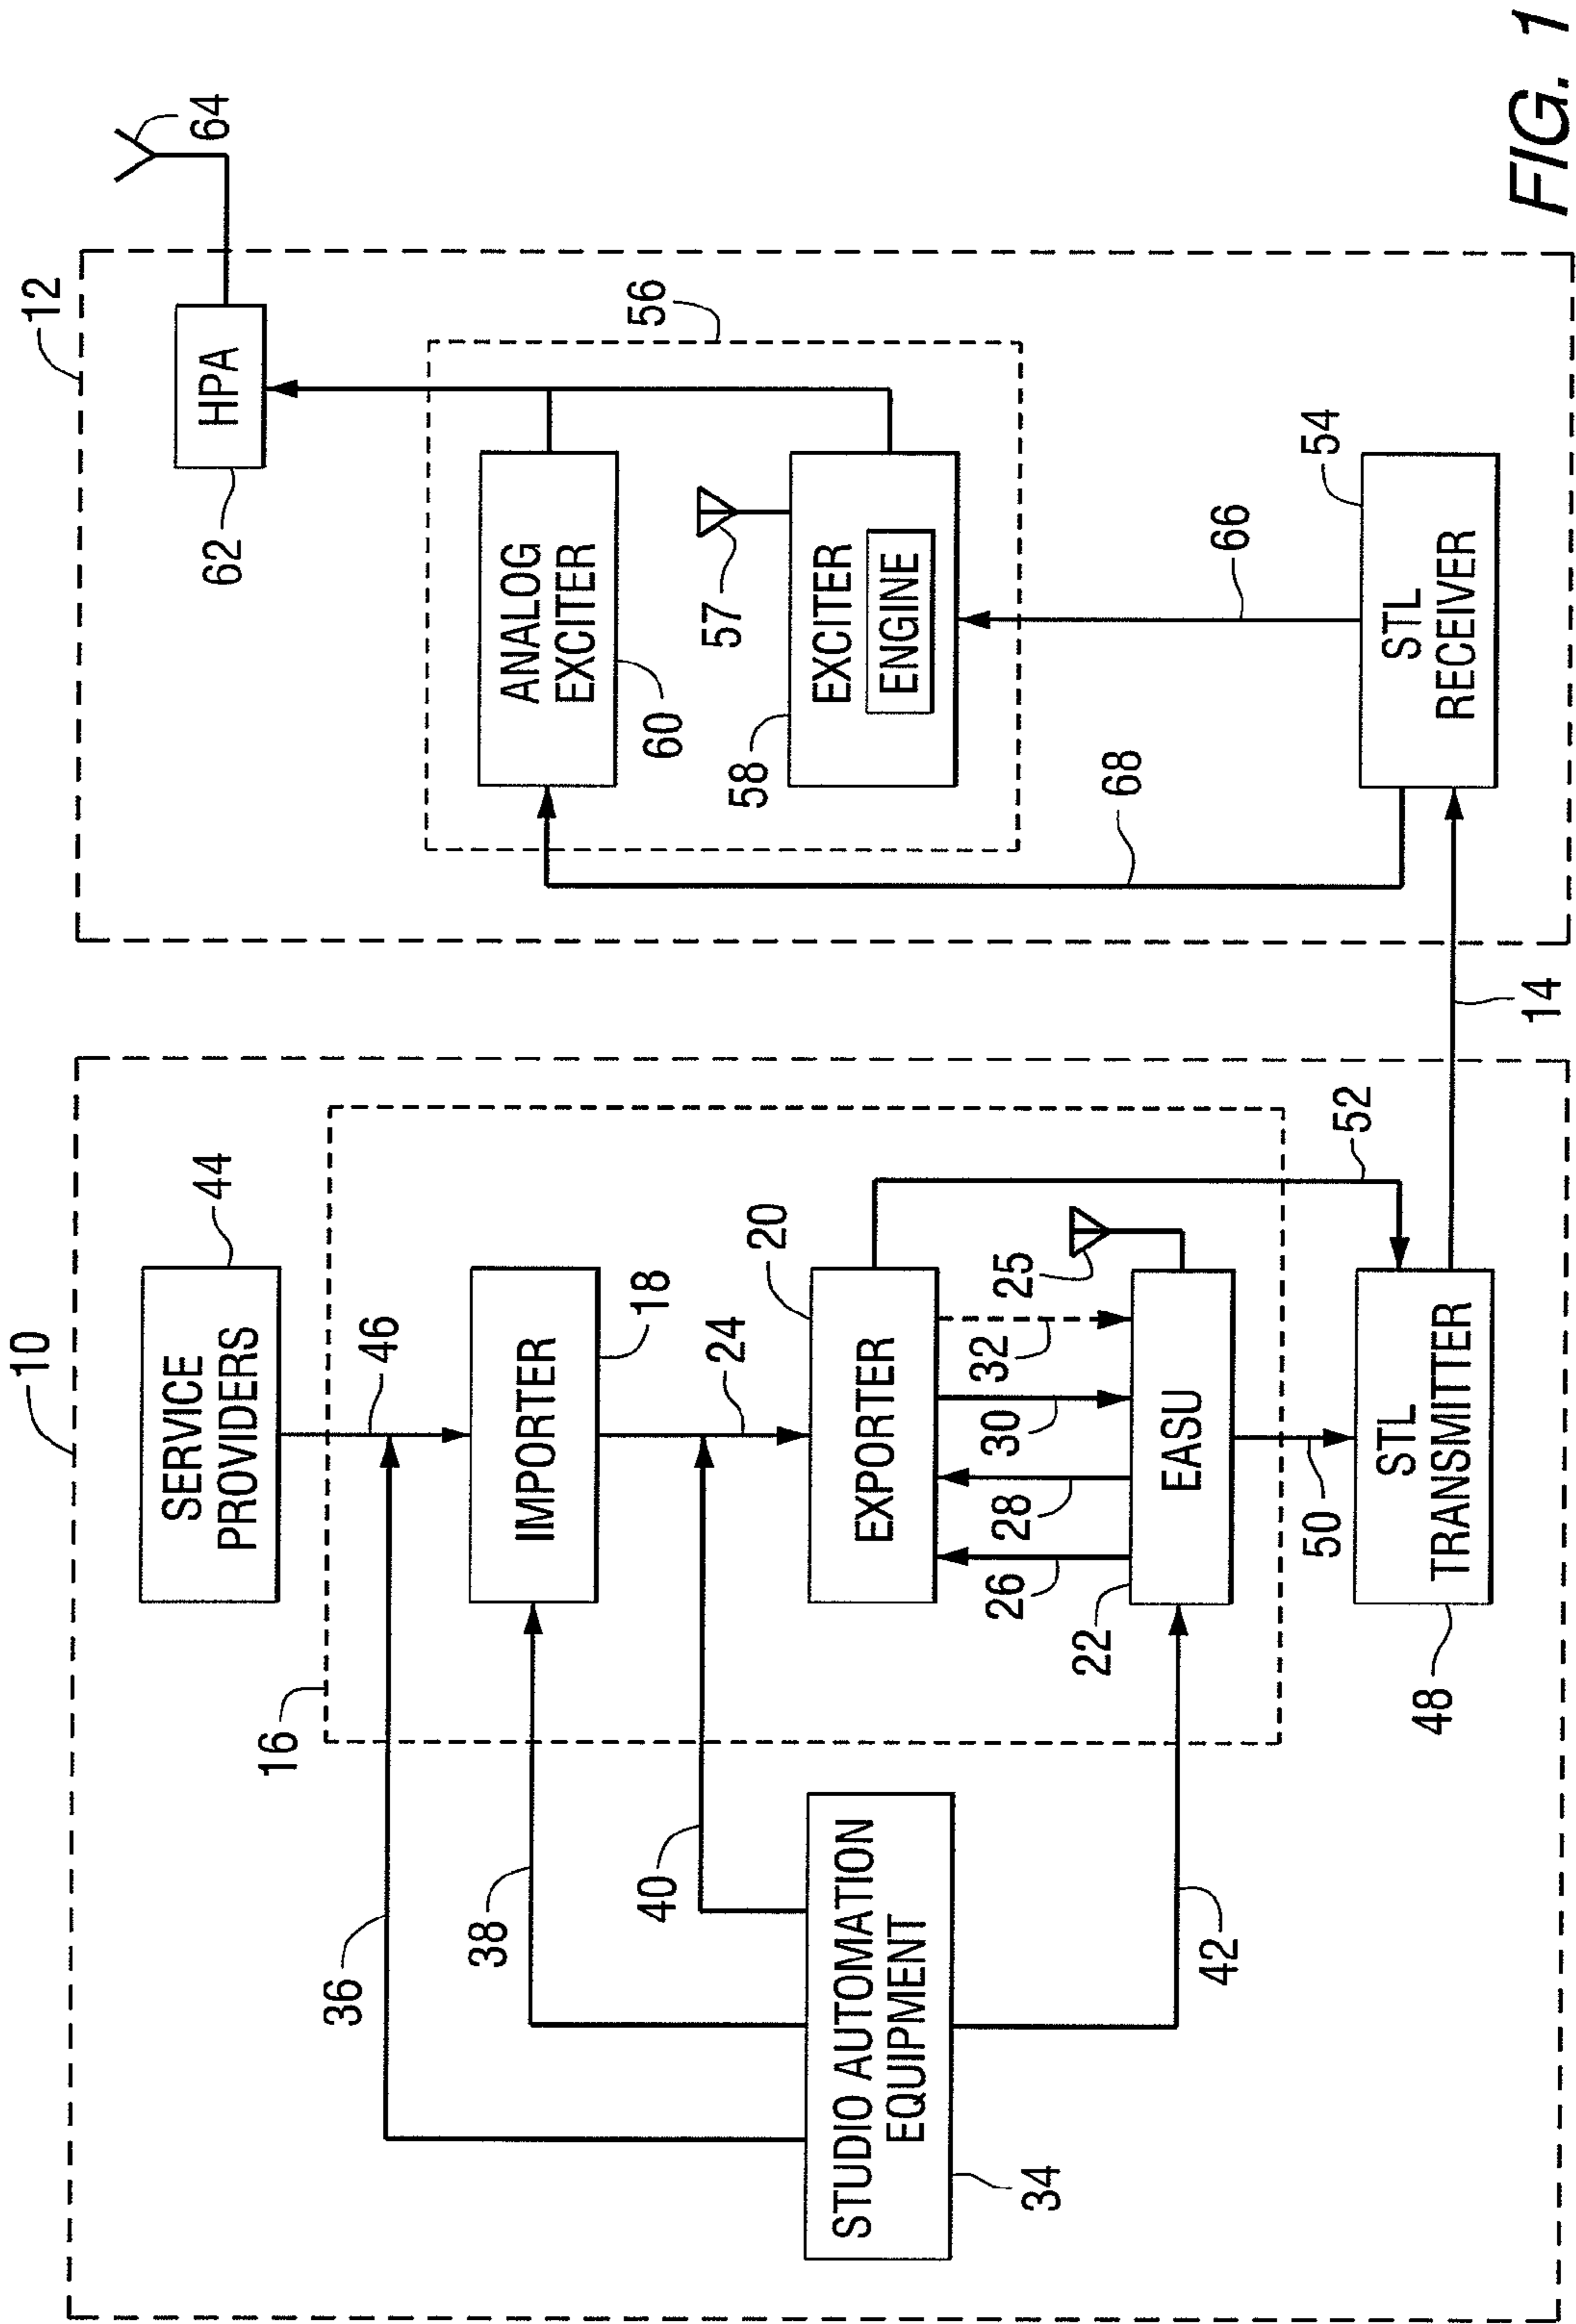 10
SERVICE
PROVIDERS
44
46
16
36
IMPORTER
18
38
24
40
EXPORTER
20
STUDIO AUTOMATION
EQUIPMENT
34
26
28
30
32
25
22
EASU
42
50
52
STL
TRANSMITTER
48
14
12
HPA
62
64
56
ANALOG
EXCITER
60
57
EXCITER
ENGINE
58
66
68
STL
RECEIVER
54
FIG. 1